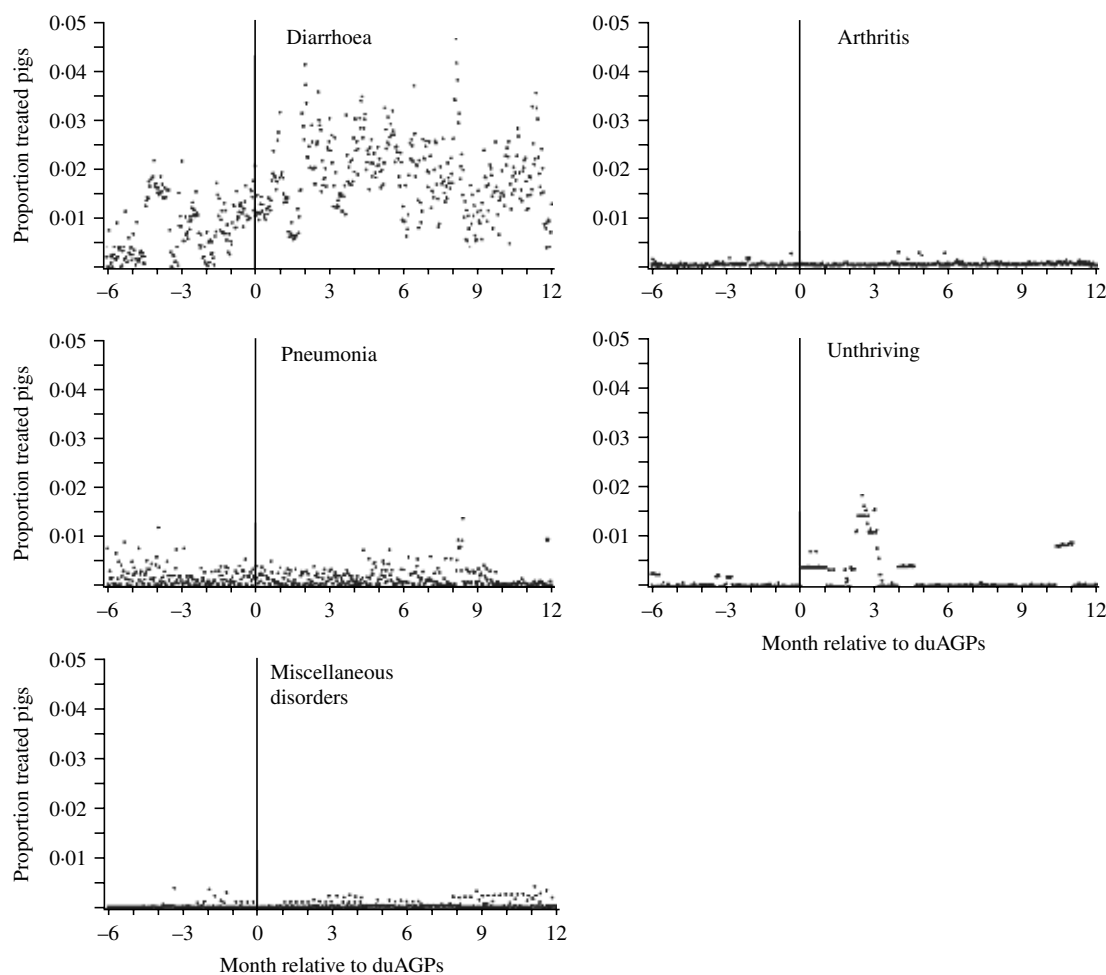 Diarrhoea
Proportion treated pigs
0·05
0·04
0·03
0·02
0·01
–6 –3 0 3 6 9 12
Arthritis
0·05
0·04
0·03
0·02
0·01
–6 –3 0 3 6 9 12
Pneumonia
Proportion treated pigs
0·05
0·04
0·03
0·02
0·01
–6 –3 0 3 6 9 12
Unthriving
0·05
0·04
0·03
0·02
0·01
–6 –3 0 3 6 9 12
Month relative to duAGPs
Miscellaneous
disorders
Proportion treated pigs
0·05
0·04
0·03
0·02
0·01
–6 –3 0 3 6 9 12
Month relative to duAGPs